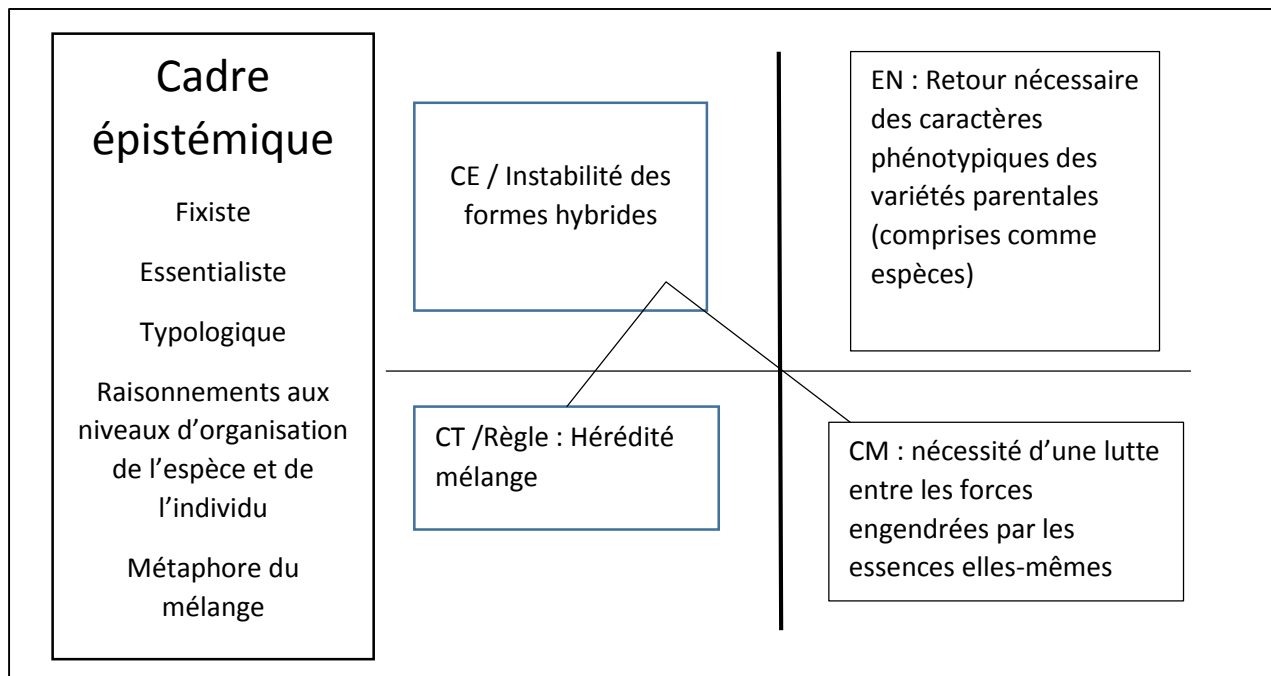 Cadre
épistémique
Fixiste
Essentialiste
Typologique
Raisonnements aux
niveaux d’organisation
de l’espèce et de
l’individu
Métaphore du
mélange
CE / Instabilité des
formes hybrides
EN : Retour nécessaire
des caractères
phénotypiques des
variétés parentales
(comprises comme
espèces)
CT /Règle : Hérédité
mélange
CM : nécessité d’une lutte
entre les forces
engendrées par les
essences elles-mêmes